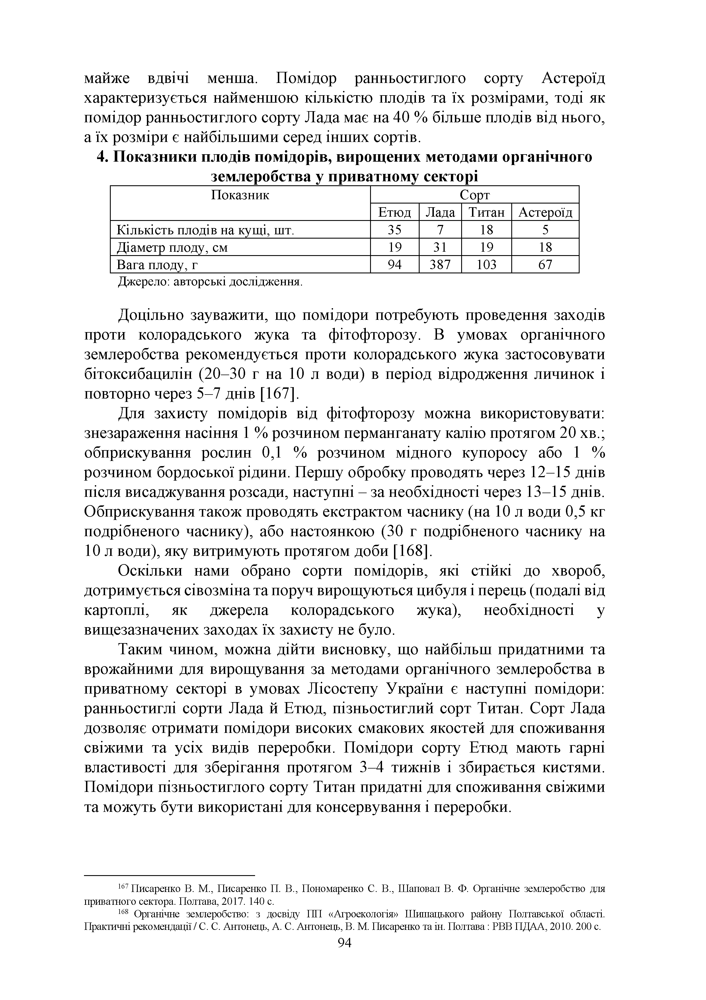 майже вдвічі менша. Помідор ранньостиглого сорту Астероїд
характеризується найменшою кількістю плодів та їх розмірами, тоді як
помідор ранньостиглого сорту Лада має на 40 % більше плодів від нього,
а їх розміри є найбільшими серед інших сортів.
4. Показники плодів помідорів, вирощених методами органічного
землеробства у приватному секторі
Показник Сорт
Етюд Лада Титан Астероїд
Кількість плодів на кущі, шт. 35 7 18 5
Діаметр плоду, см 19 31 19 18
Вага плоду, г 94 387 103 67
Джерело: авторські дослідження.
Доцільно зауважити, що помідори потребують проведення заходів
проти колорадського жука та фітофторозу. В умовах органічного
землеробства рекомендується проти колорадського жука застосовувати
бітоксибацилін (20–30 г на 10 л води) в період відродження личинок і
повторно через 5–7 днів [167].
Для захисту помідорів від фітофторозу можна використовувати:
знезараження насіння 1 % розчином перманганату калію протягом 20 хв.;
обприскування рослин 0,1 % розчином мідного купоросу або 1 %
розчином бордоської рідини. Першу обробку проводять через 12–15 днів
після висаджування розсади, наступні – за необхідності через 13–15 днів.
Обприскування також проводять екстрактом часнику (на 10 л води 0,5 кг
подрібненого часнику), або настоянкою (30 г подрібненого часнику на
10 л води), яку витримують протягом доби [168].
Оскільки нами обрано сорти помідорів, які стійкі до хвороб,
дотримується сівозміна та поруч вирощуються цибуля і перець (подалі від
картоплі, як джерела колорадського жука), необхідності у
вищезазначених заходах їх захисту не було.
Таким чином, можна дійти висновку, що найбільш придатними та
врожайними для вирощування за методами органічного землеробства в
приватному секторі в умовах Лісостепу України є наступні помідори:
ранньостиглі сорти Лада й Етюд, пізньостиглий сорт Титан. Сорт Лада
дозволяє отримати помідори високих смакових якостей для споживання
свіжими та усіх видів переробки. Помідори сорту Етюд мають гарні
властивості для зберігання протягом 3–4 тижнів і збирається кистями.
Помідори пізньостиглого сорту Титан придатні для споживання свіжими
та можуть бути використані для консервування і переробки.
167 Писаренко В. М., Писаренко П. В., Пономаренко С. В., Шаповал В. Ф. Органічне землеробство для
приватного сектора. Полтава, 2017. 140 с.
168 Органічне землеробство: з досвіду ПП «Агроекологія» Шишацького району Полтавської області.
Практичні рекомендації / С. С. Антонець, А. С. Антонець, В. М. Писаренко та ін. Полтава : РВВ ПДАА, 2010. 200 с.
94